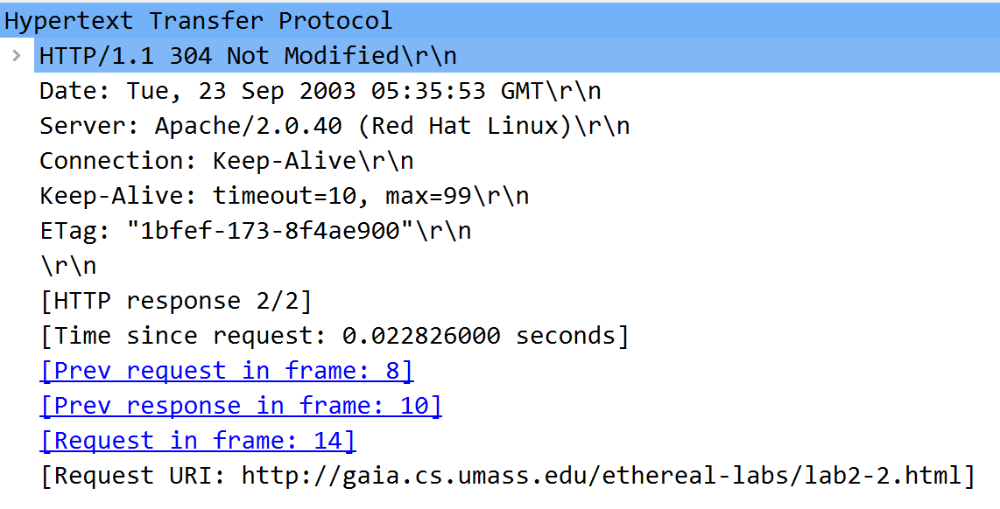 Hypertext Transfer Protocol
HTTP/1.1 304 Not Modified\r\n
Date: Tue, 23 Sep 2003 05:35:53 GMT\r\n
Server: Apache/2.0.40 (Red Hat Linux)\r\n
Connection: Keep-Alive\r\n
Keep-Alive: timeout=10, max=99\r\n
ETag: "1bfef-173-8f4ae900"\r\n
\r\n
[HTTP response 2/2]
[Time since request: 0.022826000 seconds]
[Prev request in frame: 8]
[Prev response in frame: 10]
[Request in frame: 14]
[Request URI: http://gaia.cs.umass.edu/ethereal-labs/lab2-2.html]